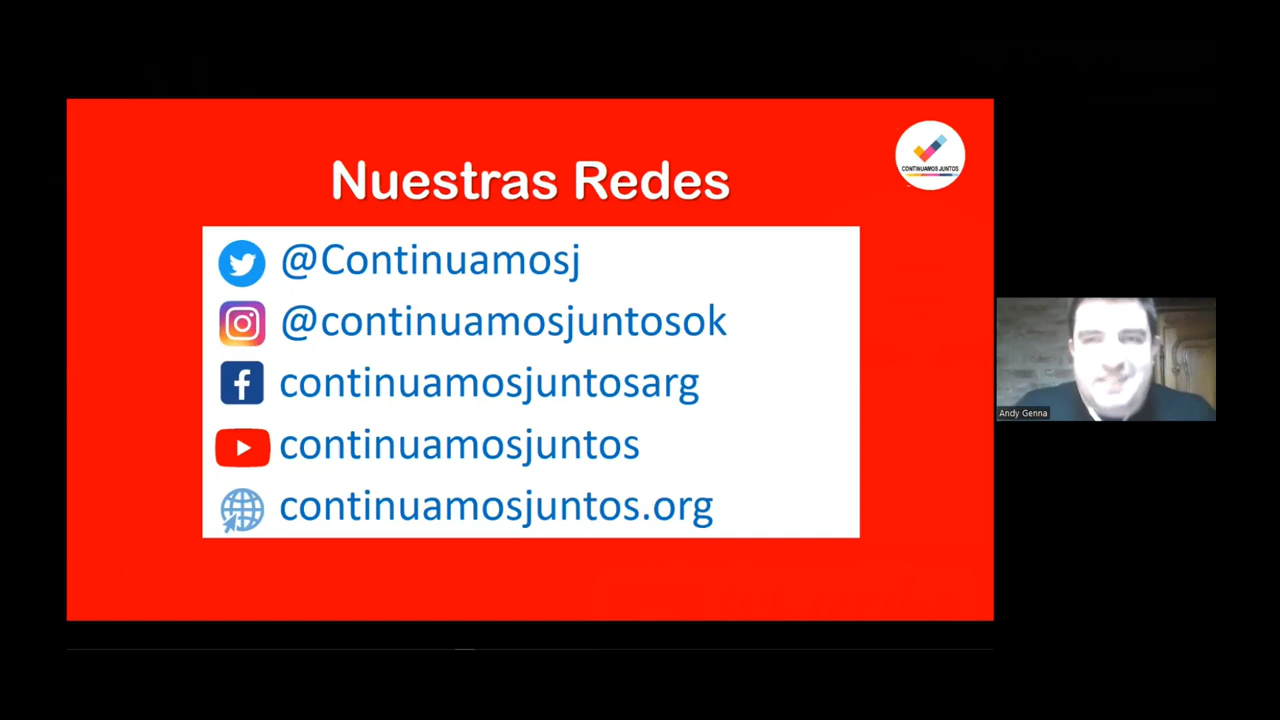 Nuestras Redes
CONTINUAMOS JUNTOS
@Continuamosj
@continuamosjuntosok
continuamosjuntosarg
continuamosjuntos
continuamosjuntos.org
Andy Genna